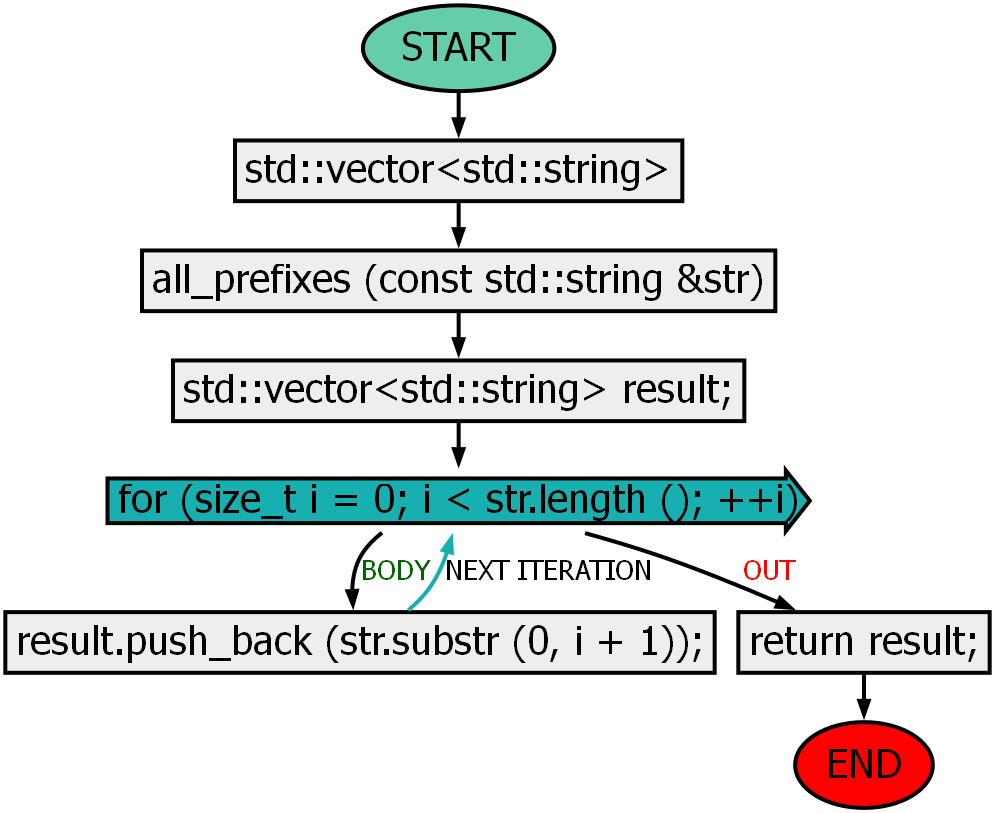 START
std::vector<std::string>
all_prefixes (const std::string &str)
std::vector<std::string> result;
for (size_t i = 0; i < str.length (); ++i)
BODY
NEXT ITERATION
OUT
result.push_back (str.substr (0, i + 1));
return result;
END